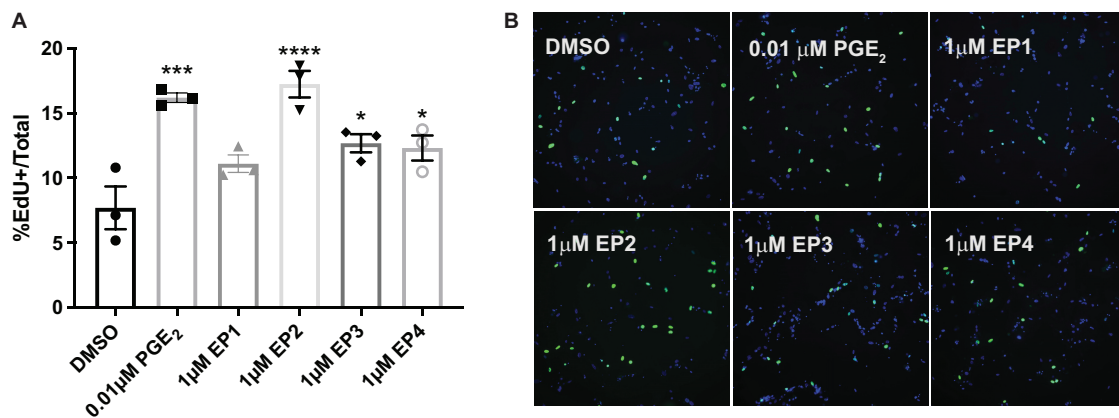 A
%EdU+/Total
20
15
10
5
0
***
****
*
*
DMSO
0.01μM PGE₂
1μM EP1
1μM EP2
1μM EP3
1μM EP4
B
DMSO
0.01 μM PGE₂
1μM EP1
1μM EP2
1μM EP3
1μM EP4